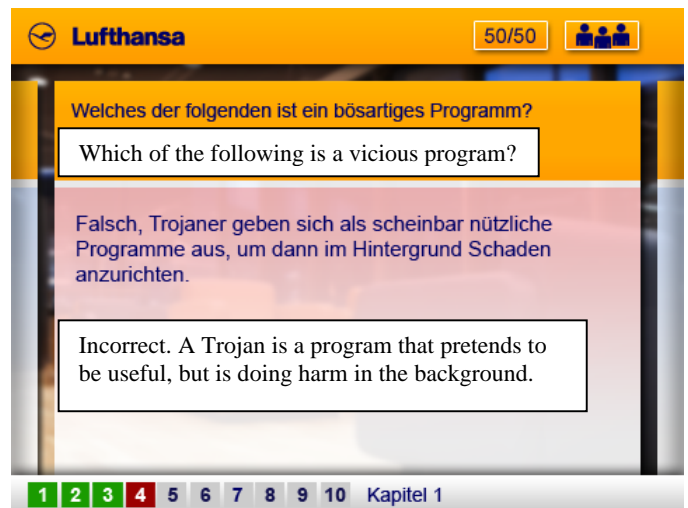 Lufthansa
50/50
Welches der folgenden ist ein bösartiges Programm?
Which of the following is a vicious program?
Falsch, Trojaner geben sich als scheinbar nützliche
Programme aus, um dann im Hintergrund Schaden
anzurichten.
Incorrect. A Trojan is a program that pretends to
be useful, but is doing harm in the background.
1 2 3 4 5 6 7 8 9 10 Kapitel 1